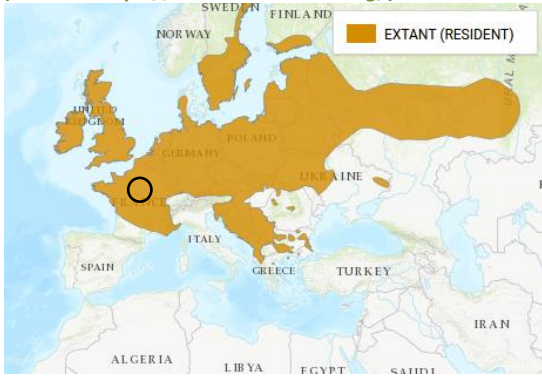 SWEDEN
FINLAND
NORWAY
EXTANT (RESIDENT)
UNITED
KINGDOM
POLAND
GERMANY
UKRAINE
FRANCE
ITALY
SPAIN
GREECE
TURKEY
IRAN
ALGERIA
LIBYA
EGYPT
SAUDI